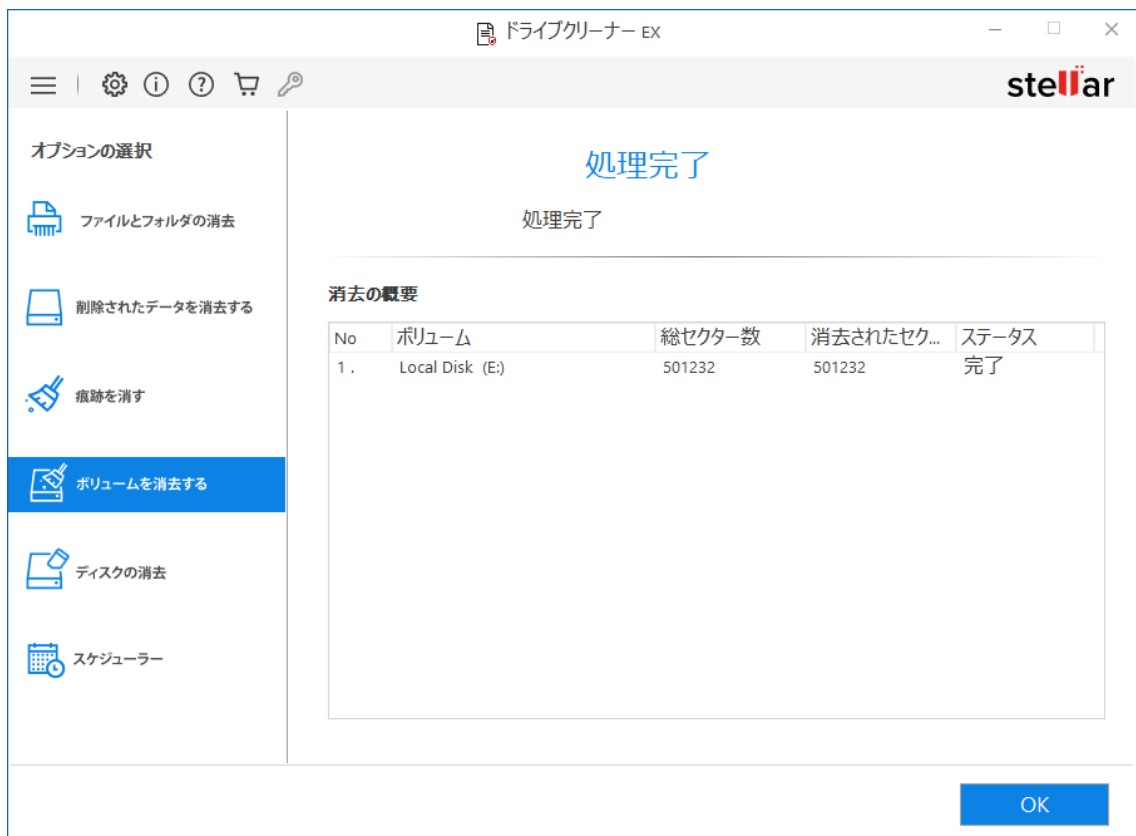 ドライブクリーナー EX
stellar
オプションの選択
ファイルとフォルダの消去
削除されたデータを消去する
痕跡を消す
ボリュームを消去する
ディスクの消去
スケジューラー
処理完了
処理完了
消去の概要
No ボリューム 総セクター数 消去されたセク... ステータス
1 . Local Disk (E:) 501232 501232 完了
OK